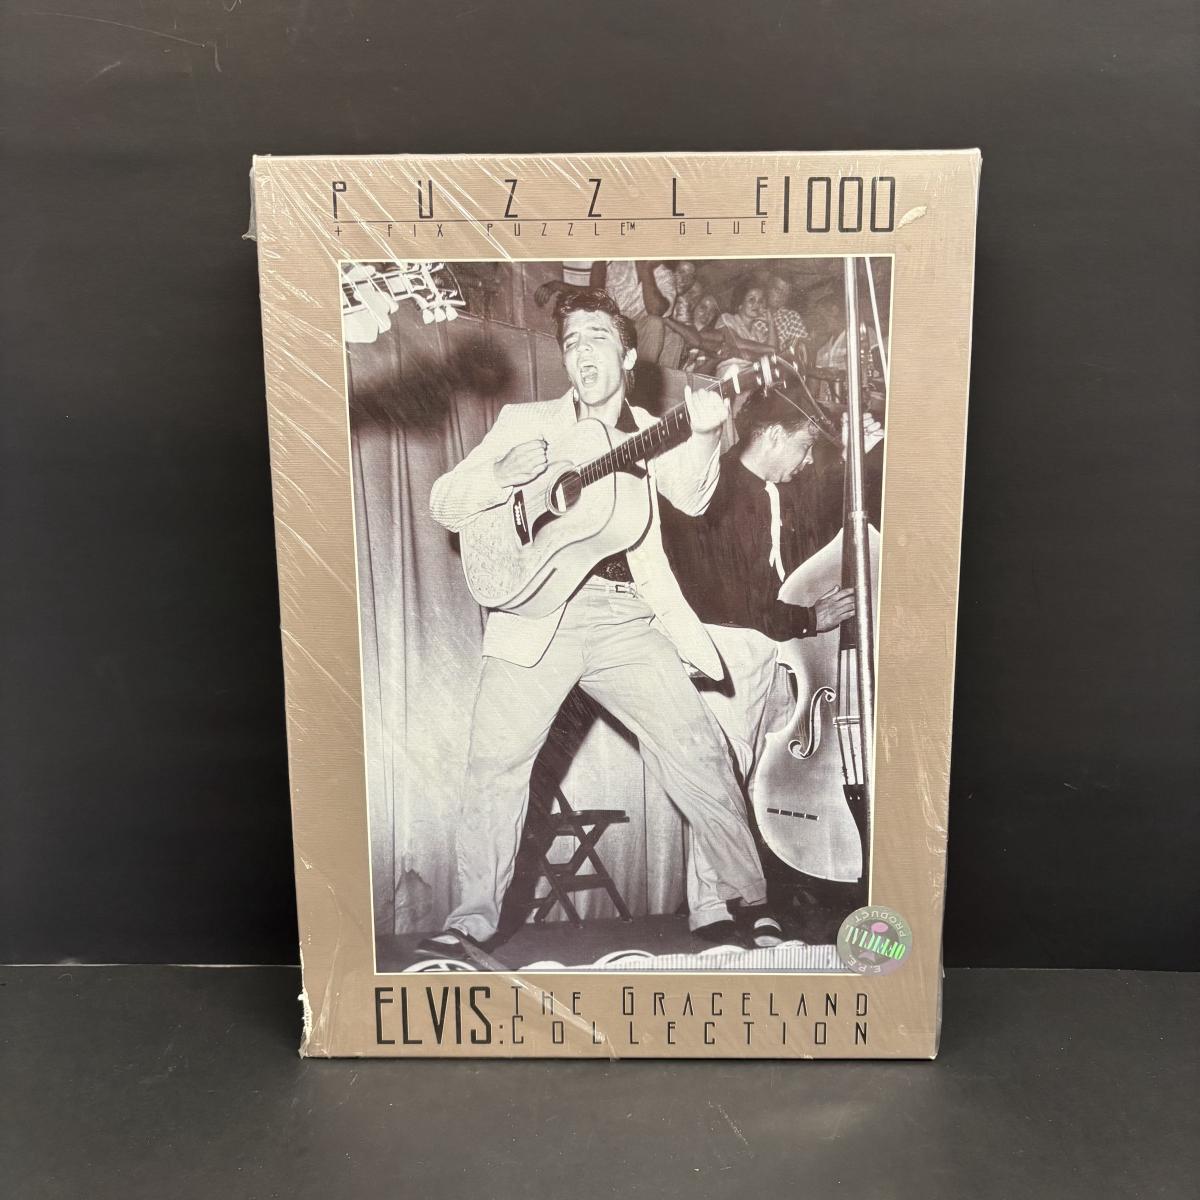 PUZZLE 1000
+ FIX PUZZLE™ GLUE
OFFICIAL
E.P.E.
PRODUCT
ELVIS: THE GRACELAND
COLLECTION